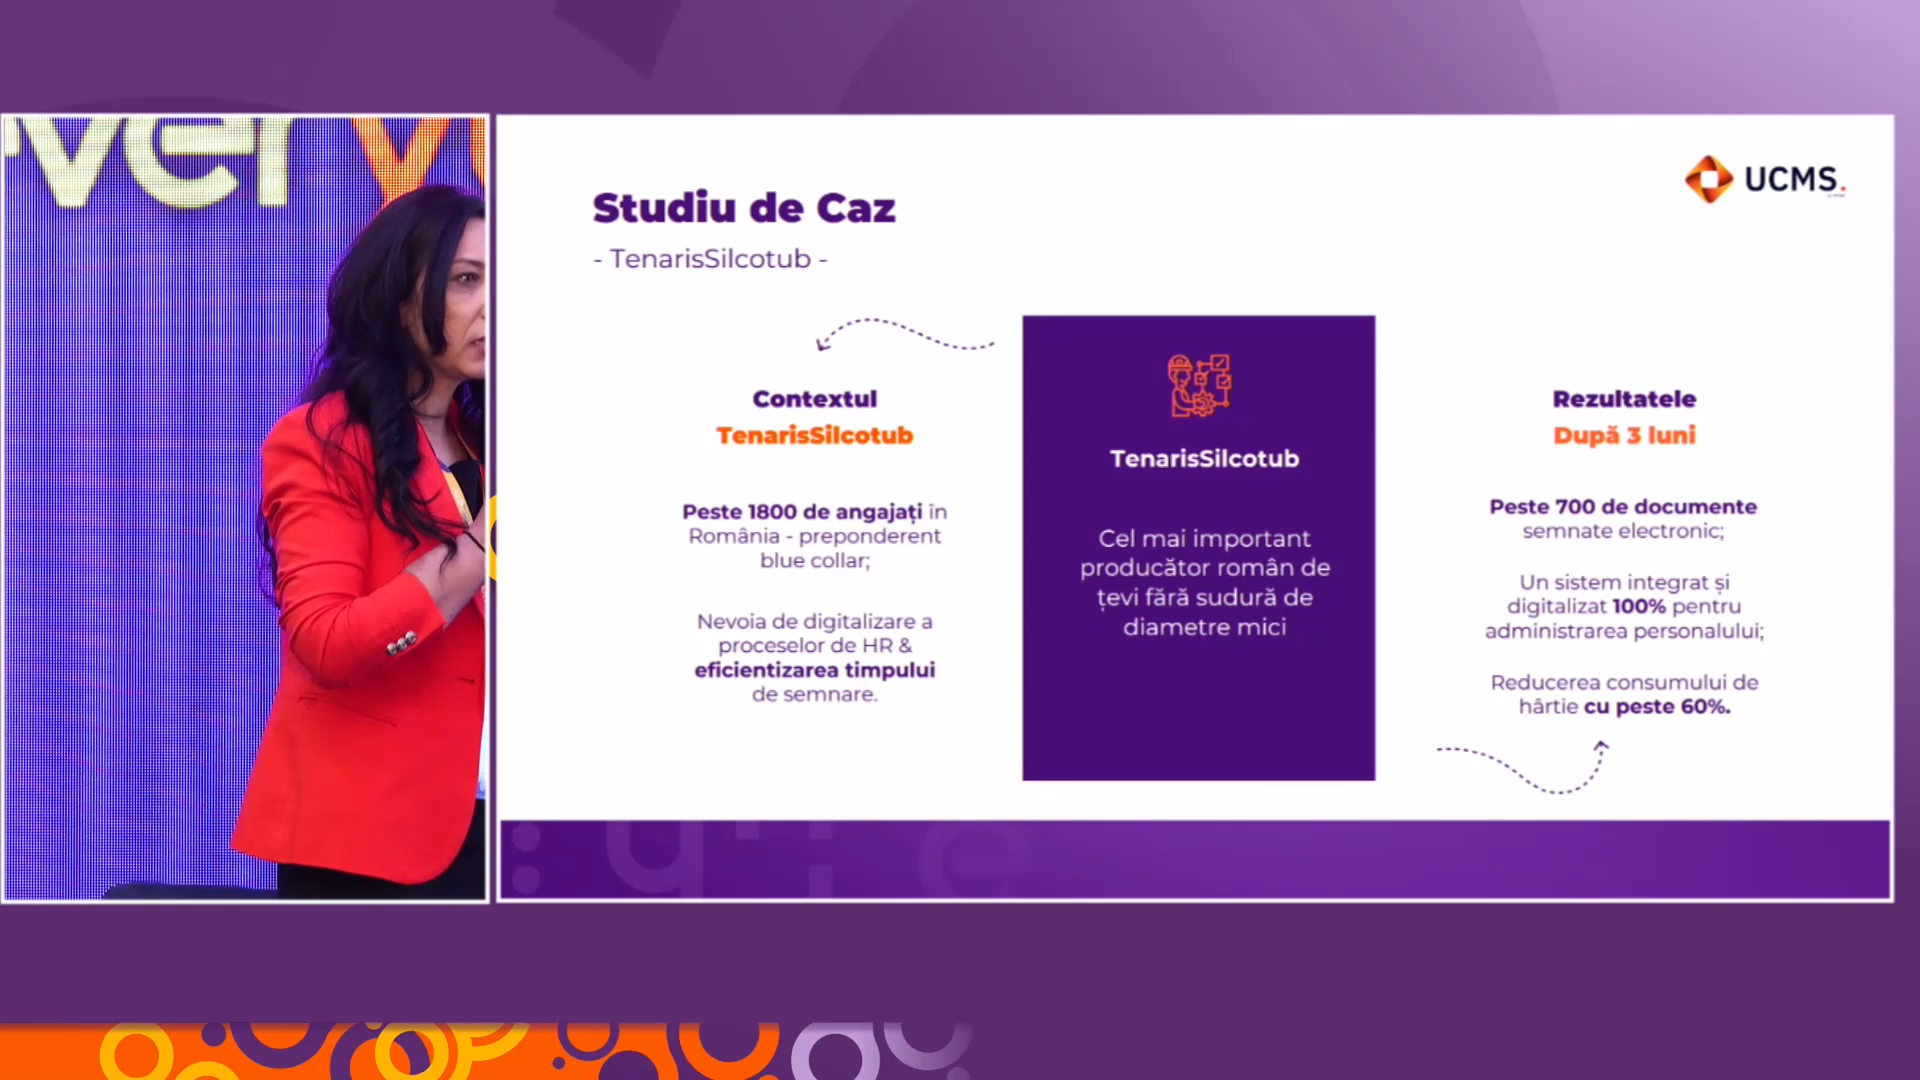 ver
Studiu de Caz
- TenarisSilcotub -
UCMS.
Contextul
TenarisSilcotub
Peste 1800 de angajați în
România - preponderent
blue collar;
Nevoia de digitalizare a
proceselor de HR &
eficientizarea timpului
de semnare.
TenarisSilcotub
Cel mai important
producător român de
țevi fără sudură de
diametre mici
Rezultatele
După 3 luni
Peste 700 de documente
semnate electronic;
Un sistem integrat și
digitalizat 100% pentru
administrarea personalului;
Reducerea consumului de
hârtie cu peste 60%.